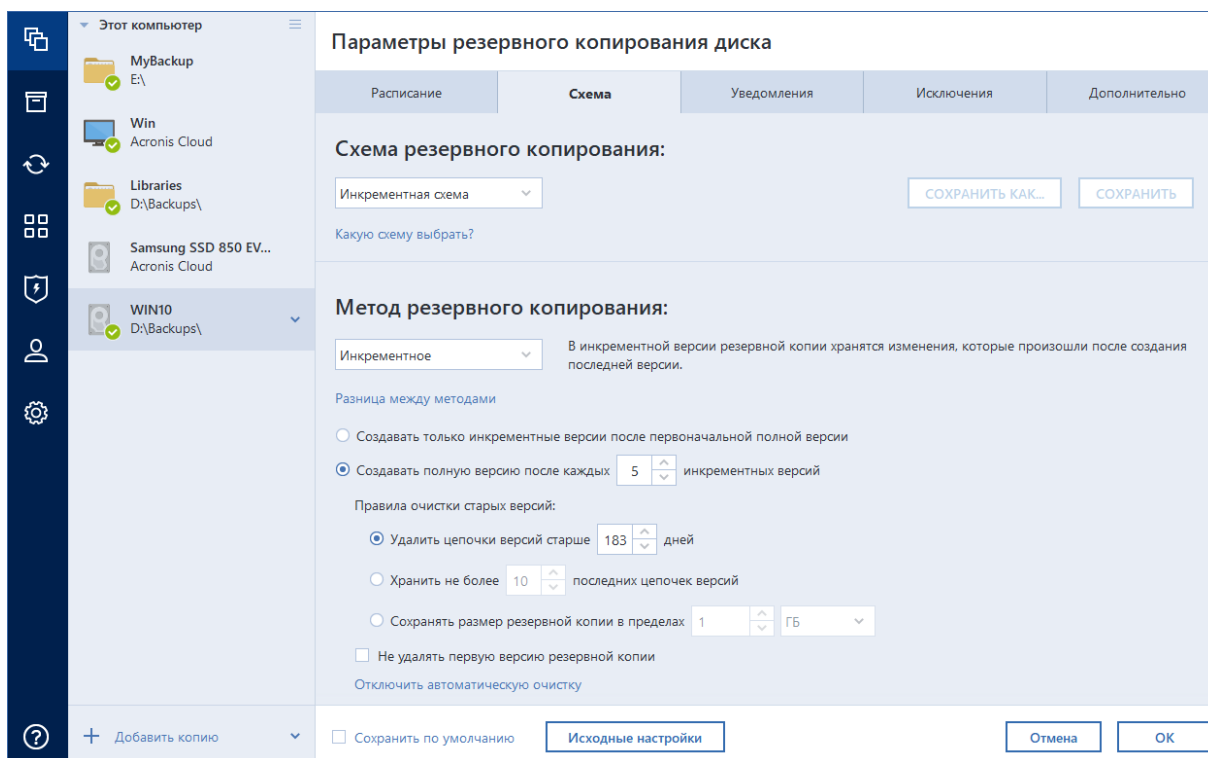 Этот компьютер
MyBackup
E:\
Win
Acronis Cloud
Libraries
D:\Backups\
Samsung SSD 850 EV...
Acronis Cloud
WIN10
D:\Backups\
Добавить копию
Параметры резервного копирования диска
Расписание
Схема
Уведомления
Исключения
Дополнительно
Схема резервного копирования:
Инкрементная схема
СОХРАНИТЬ КАК...
СОХРАНИТЬ
Какую схему выбрать?
Метод резервного копирования:
Инкрементное
В инкрементной версии резервной копии хранятся изменения, которые произошли после создания
последней версии.
Разница между методами
Создавать только инкрементные версии после первоначальной полной версии
Создавать полную версию после каждых 5 инкрементных версий
Правила очистки старых версий:
Удалить цепочки версий старше 183 дней
Хранить не более 10 последних цепочек версий
Сохранять размер резервной копии в пределах 1 ГБ
Не удалять первую версию резервной копии
Отключить автоматическую очистку
Сохранить по умолчанию
Исходные настройки
Отмена
ОК